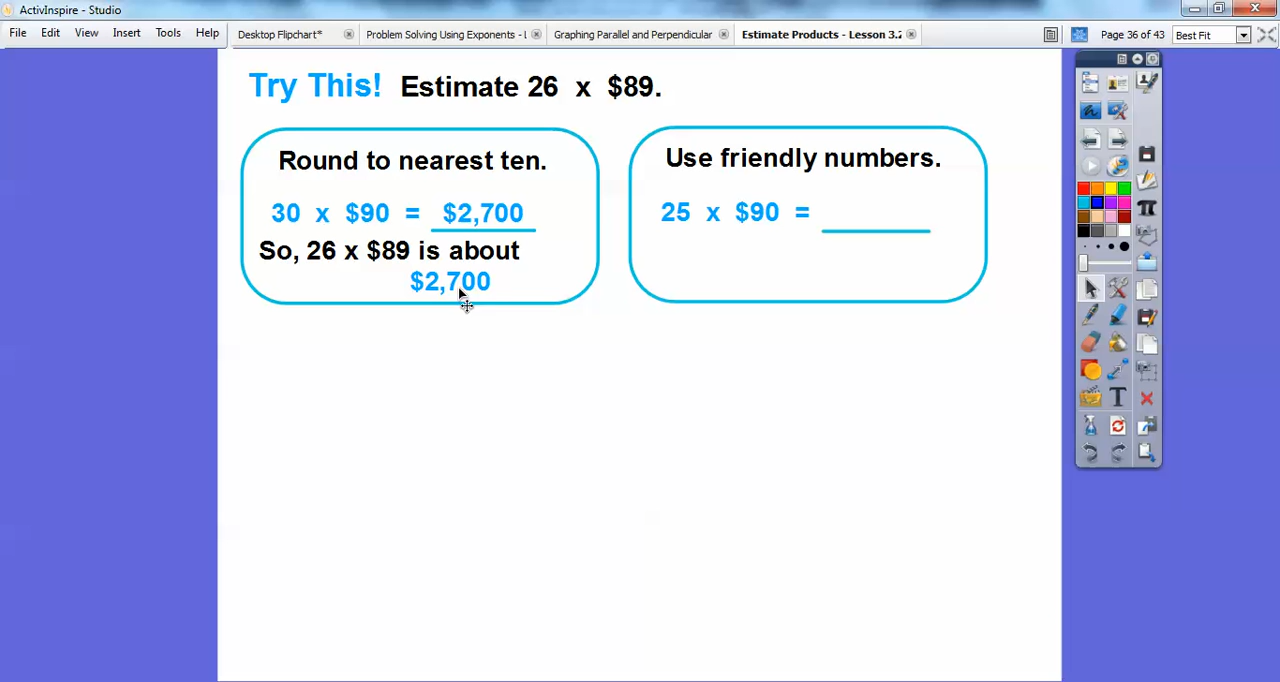 ActivInspire - Studio
File Edit View Insert Tools Help
Desktop Flipchart* Problem Solving Using Exponents - L Graphing Parallel and Perpendicular Estimate Products - Lesson 3.2
Page 36 of 43 Best Fit
Try This! Estimate 26 x $89.
Round to nearest ten.
30 x $90 = $2,700
So, 26 x $89 is about
$2,700
Use friendly numbers.
25 x $90 =